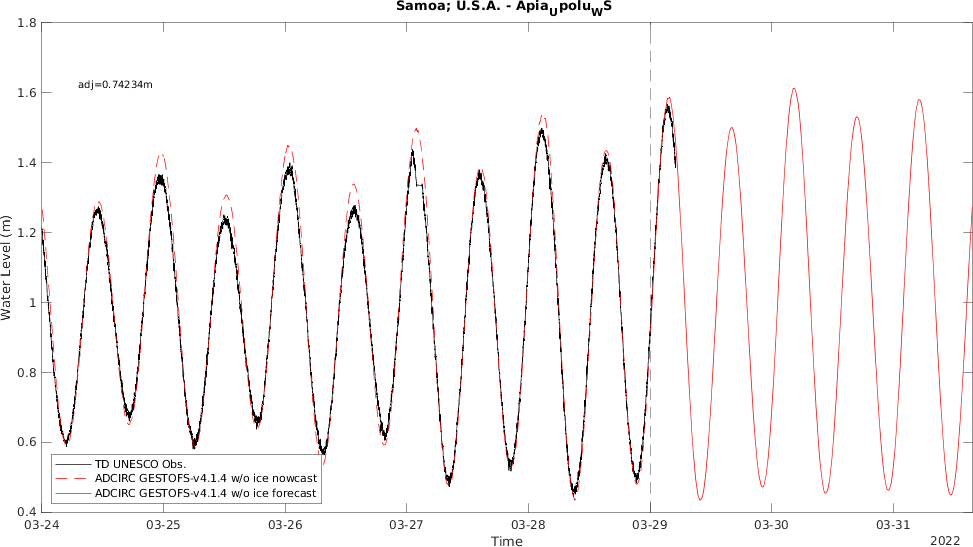 Samoa; U.S.A. - ApiaUpoluWS
1.8
1.6
1.4
1.2
1
0.8
0.6
0.4
Water Level (m)
adj=0.74234m
TD UNESCO Obs.
ADCIRC GESTOFS-v4.1.4 w/o ice nowcast
ADCIRC GESTOFS-v4.1.4 w/o ice forecast
03-24 03-25 03-26 03-27 03-28 03-29 03-30 03-31
Time
2022